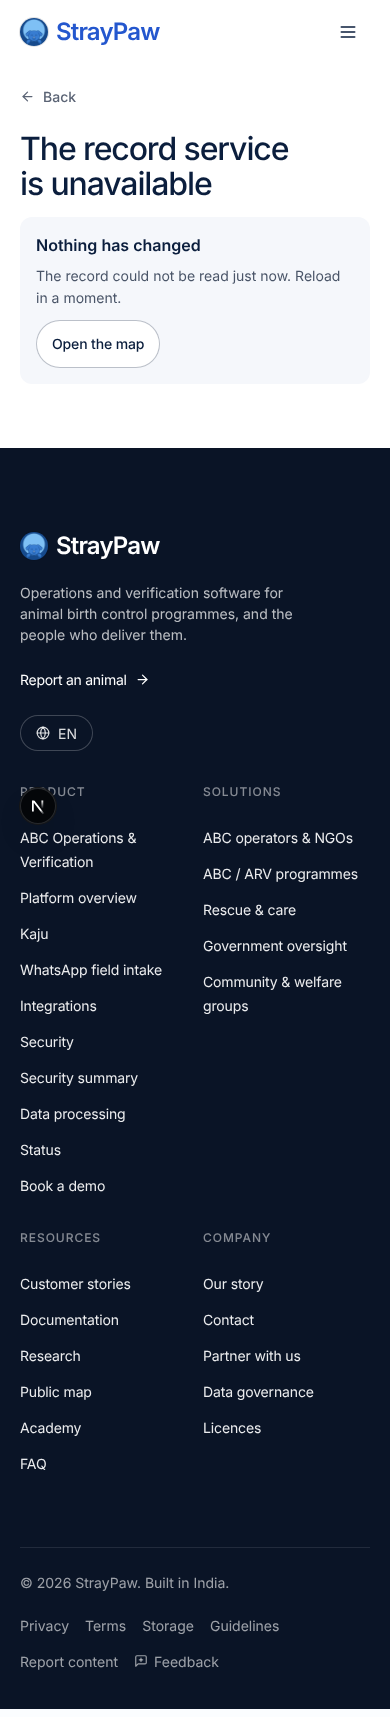 StrayPaw
Back
The record service
is unavailable
Nothing has changed
The record could not be read just now. Reload
in a moment.
Open the map
StrayPaw
Operations and verification software for
animal birth control programmes, and the
people who deliver them.
Report an animal
EN
PRODUCT
N
ABC Operations &
Verification
Platform overview
Kaju
WhatsApp field intake
Integrations
Security
Security summary
Data processing
Status
Book a demo
SOLUTIONS
ABC operators & NGOs
ABC / ARV programmes
Rescue & care
Government oversight
Community & welfare
groups
RESOURCES
Customer stories
Documentation
Research
Public map
Academy
FAQ
COMPANY
Our story
Contact
Partner with us
Data governance
Licences
© 2026 StrayPaw. Built in India.
Privacy Terms Storage Guidelines
Report content Feedback